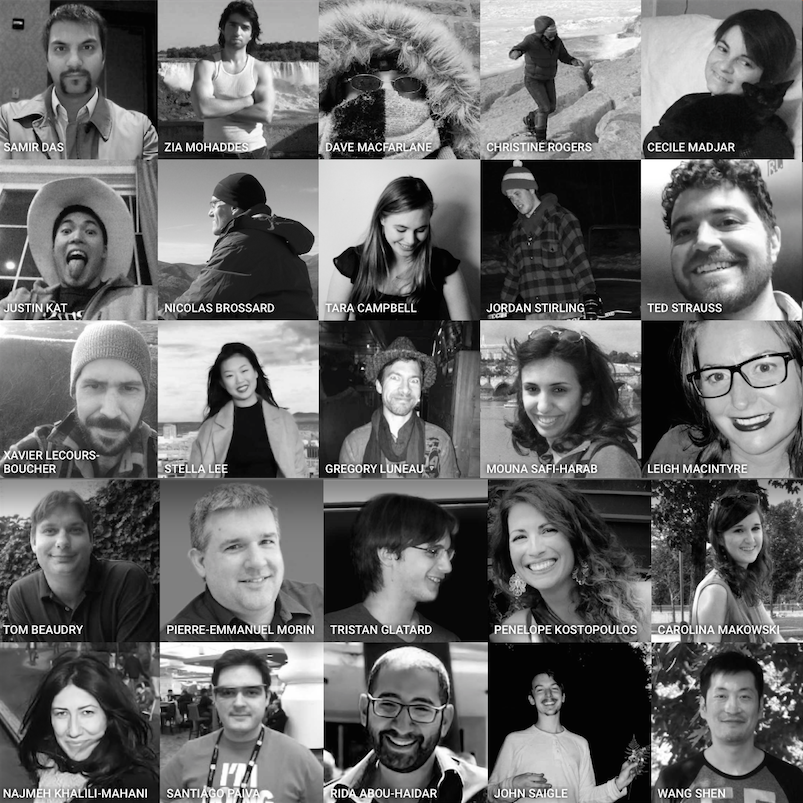 SAMIR DAS
ZIA MOHADDES
DAVE MACFARLANE
CHRISTINE ROGERS
CECILE MADJAR
JUSTIN KAT
NICOLAS BROSSARD
TARA CAMPBELL
JORDAN STIRLING
TED STRAUSS
XAVIER LECOURS-
BOUCHER
STELLA LEE
GREGORY LUNEAU
MOUNA SAFI-HARAB
LEIGH MACINTYRE
TOM BEAUDRY
PIERRE-EMMANUEL MORIN
TRISTAN GLATARD
PENELOPE KOSTOPOULOS
CAROLINA MAKOWSKI
NAJMEH KHALILI-MAHANI
I'M
SANTIAGO PAIVA
RIDA ABOU-HAIDAR
JOHN SAIGLE
WANG SHEN